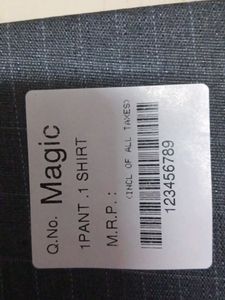 Q.No. Magic
1PANT .1 SHIRT
M.R.P. :
(INCL OF ALL TAXES)
123456789